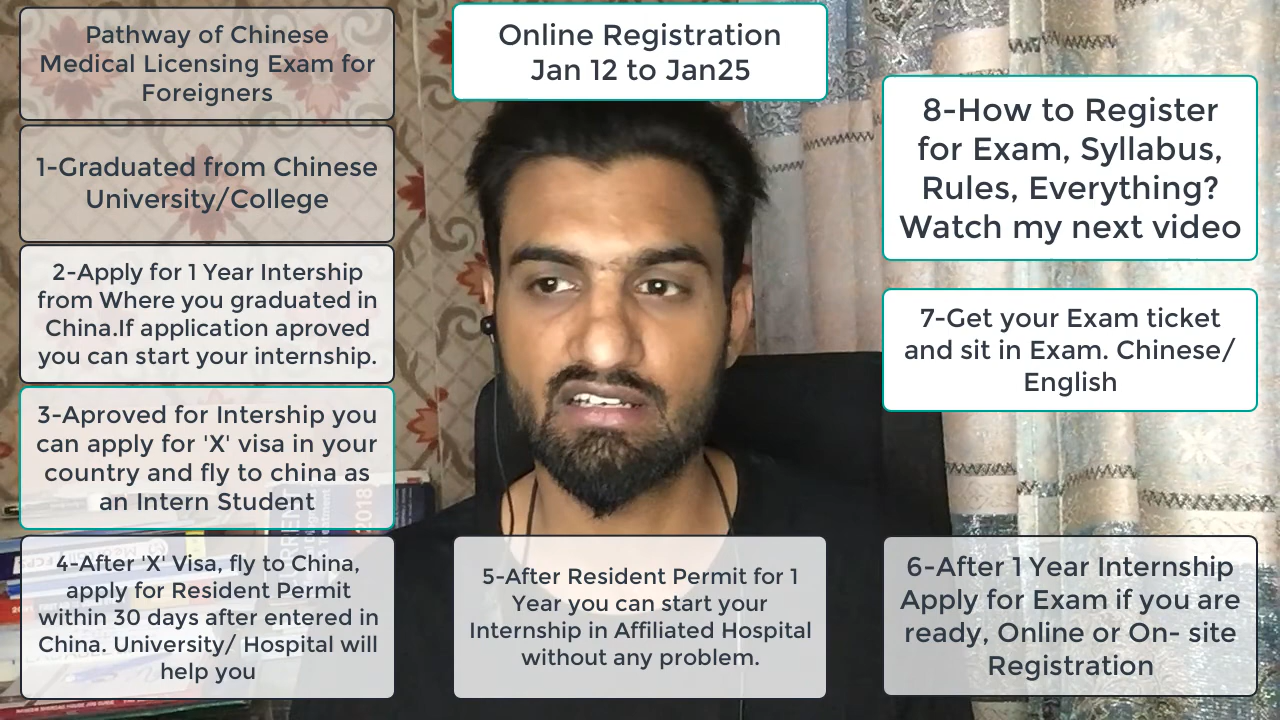 Pathway of Chinese
Medical Licensing Exam for
Foreigners
1-Graduated from Chinese
University/College
2-Apply for 1 Year Intership
from Where you graduated in
China.If application aproved
you can start your internship.
3-Aproved for Intership you
can apply for 'X' visa in your
country and fly to china as
an Intern Student
4-After 'X' Visa, fly to China,
apply for Resident Permit
within 30 days after entered in
China. University/ Hospital will
help you
5-After Resident Permit for 1
Year you can start your
Internship in Affiliated Hospital
without any problem.
6-After 1 Year Internship
Apply for Exam if you are
ready, Online or On- site
Registration
7-Get your Exam ticket
and sit in Exam. Chinese/
English
8-How to Register
for Exam, Syllabus,
Rules, Everything?
Watch my next video
Online Registration
Jan 12 to Jan25
2018